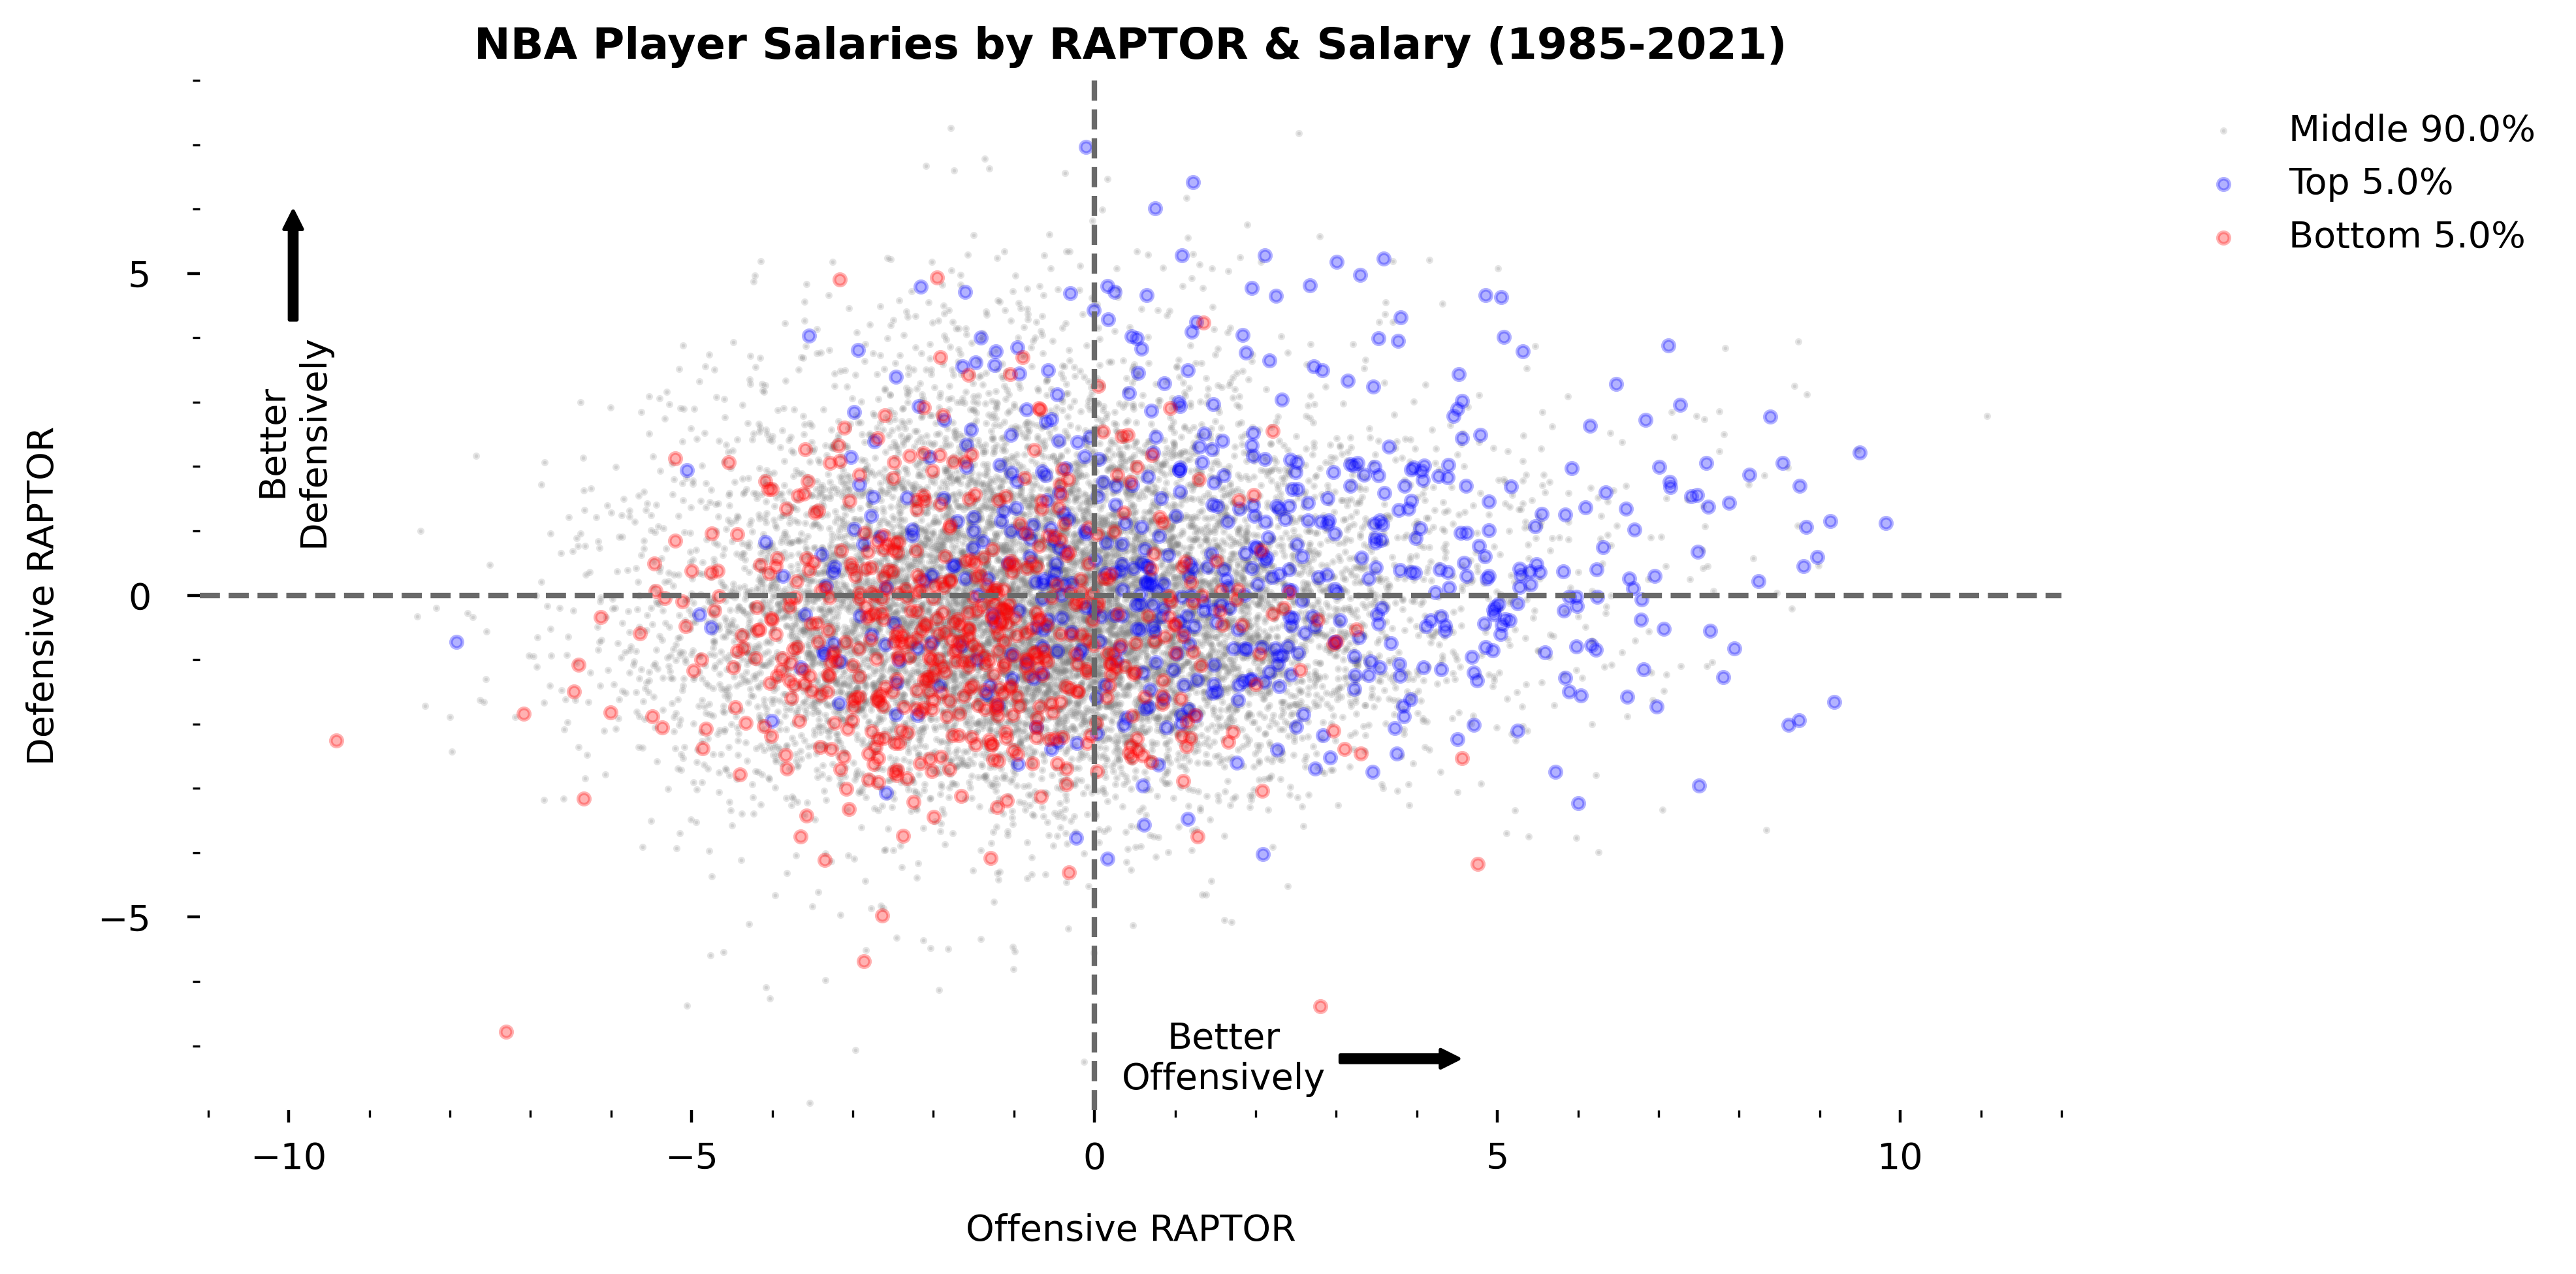 NBA Player Salaries by RAPTOR & Salary (1985-2021)
Middle 90.0%
Top 5.0%
Bottom 5.0%
Better
Defensively
Defensive RAPTOR
5
0
−5
Better
Offensively
−10
−5
0
5
10
Offensive RAPTOR